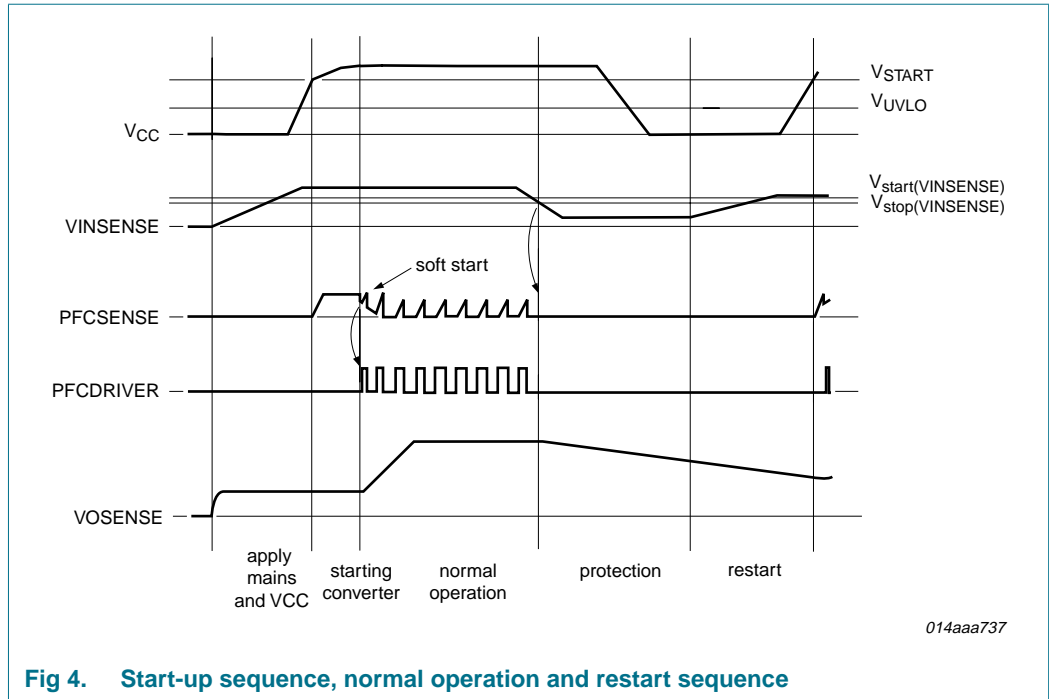 VSTART
VUVLO
VCC
Vstart(VINSENSE)
Vstop(VINSENSE)
VINSENSE
soft start
PFCSENSE
PFCDRIVER
VOSENSE
apply
mains
and VCC
starting
converter
normal
operation
protection
restart
014aaa737
Fig 4. Start-up sequence, normal operation and restart sequence